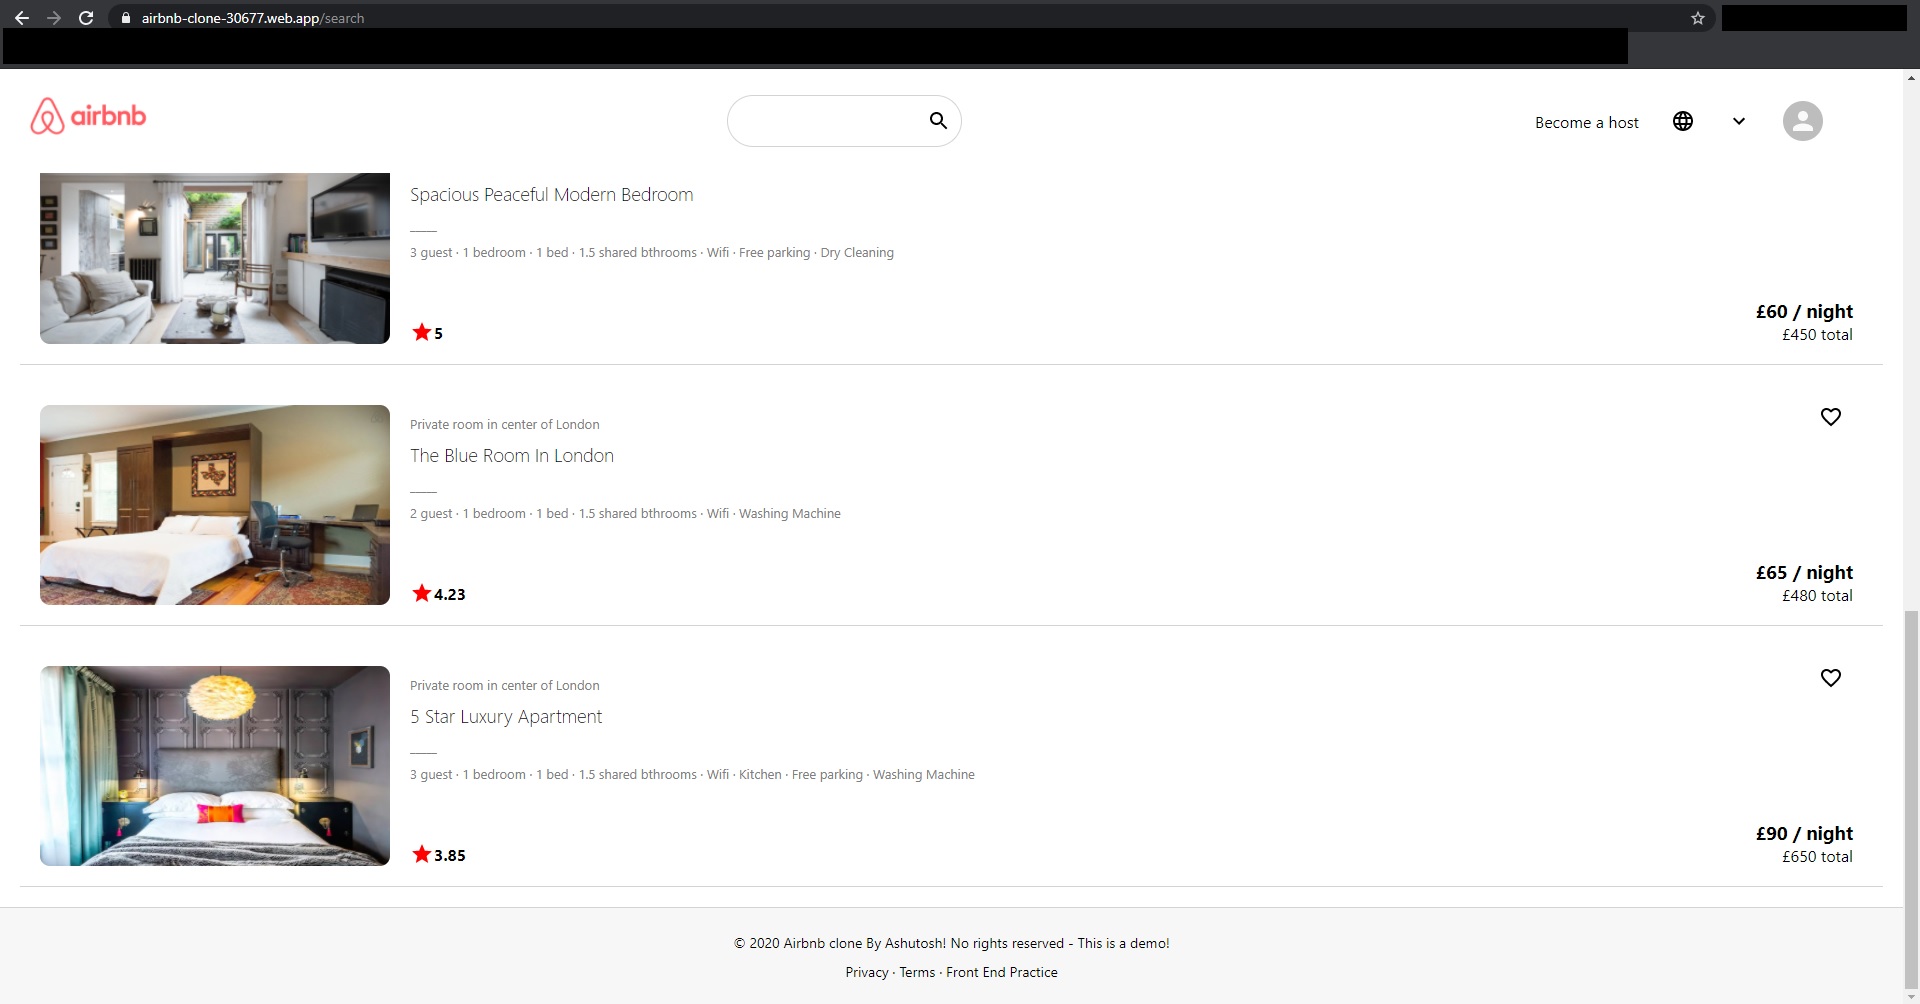 airbnb-clone-30677.web.app/search
airbnb
Become a host
Spacious Peaceful Modern Bedroom
3 guest · 1 bedroom · 1 bed · 1.5 shared bthrooms · Wifi · Free parking · Dry Cleaning
5
£60 / night
£450 total
Private room in center of London
The Blue Room In London
2 guest · 1 bedroom · 1 bed · 1.5 shared bthrooms · Wifi · Washing Machine
4.23
£65 / night
£480 total
Private room in center of London
5 Star Luxury Apartment
3 guest · 1 bedroom · 1 bed · 1.5 shared bthrooms · Wifi · Kitchen · Free parking · Washing Machine
3.85
£90 / night
£650 total
© 2020 Airbnb clone By Ashutosh! No rights reserved - This is a demo!
Privacy · Terms · Front End Practice